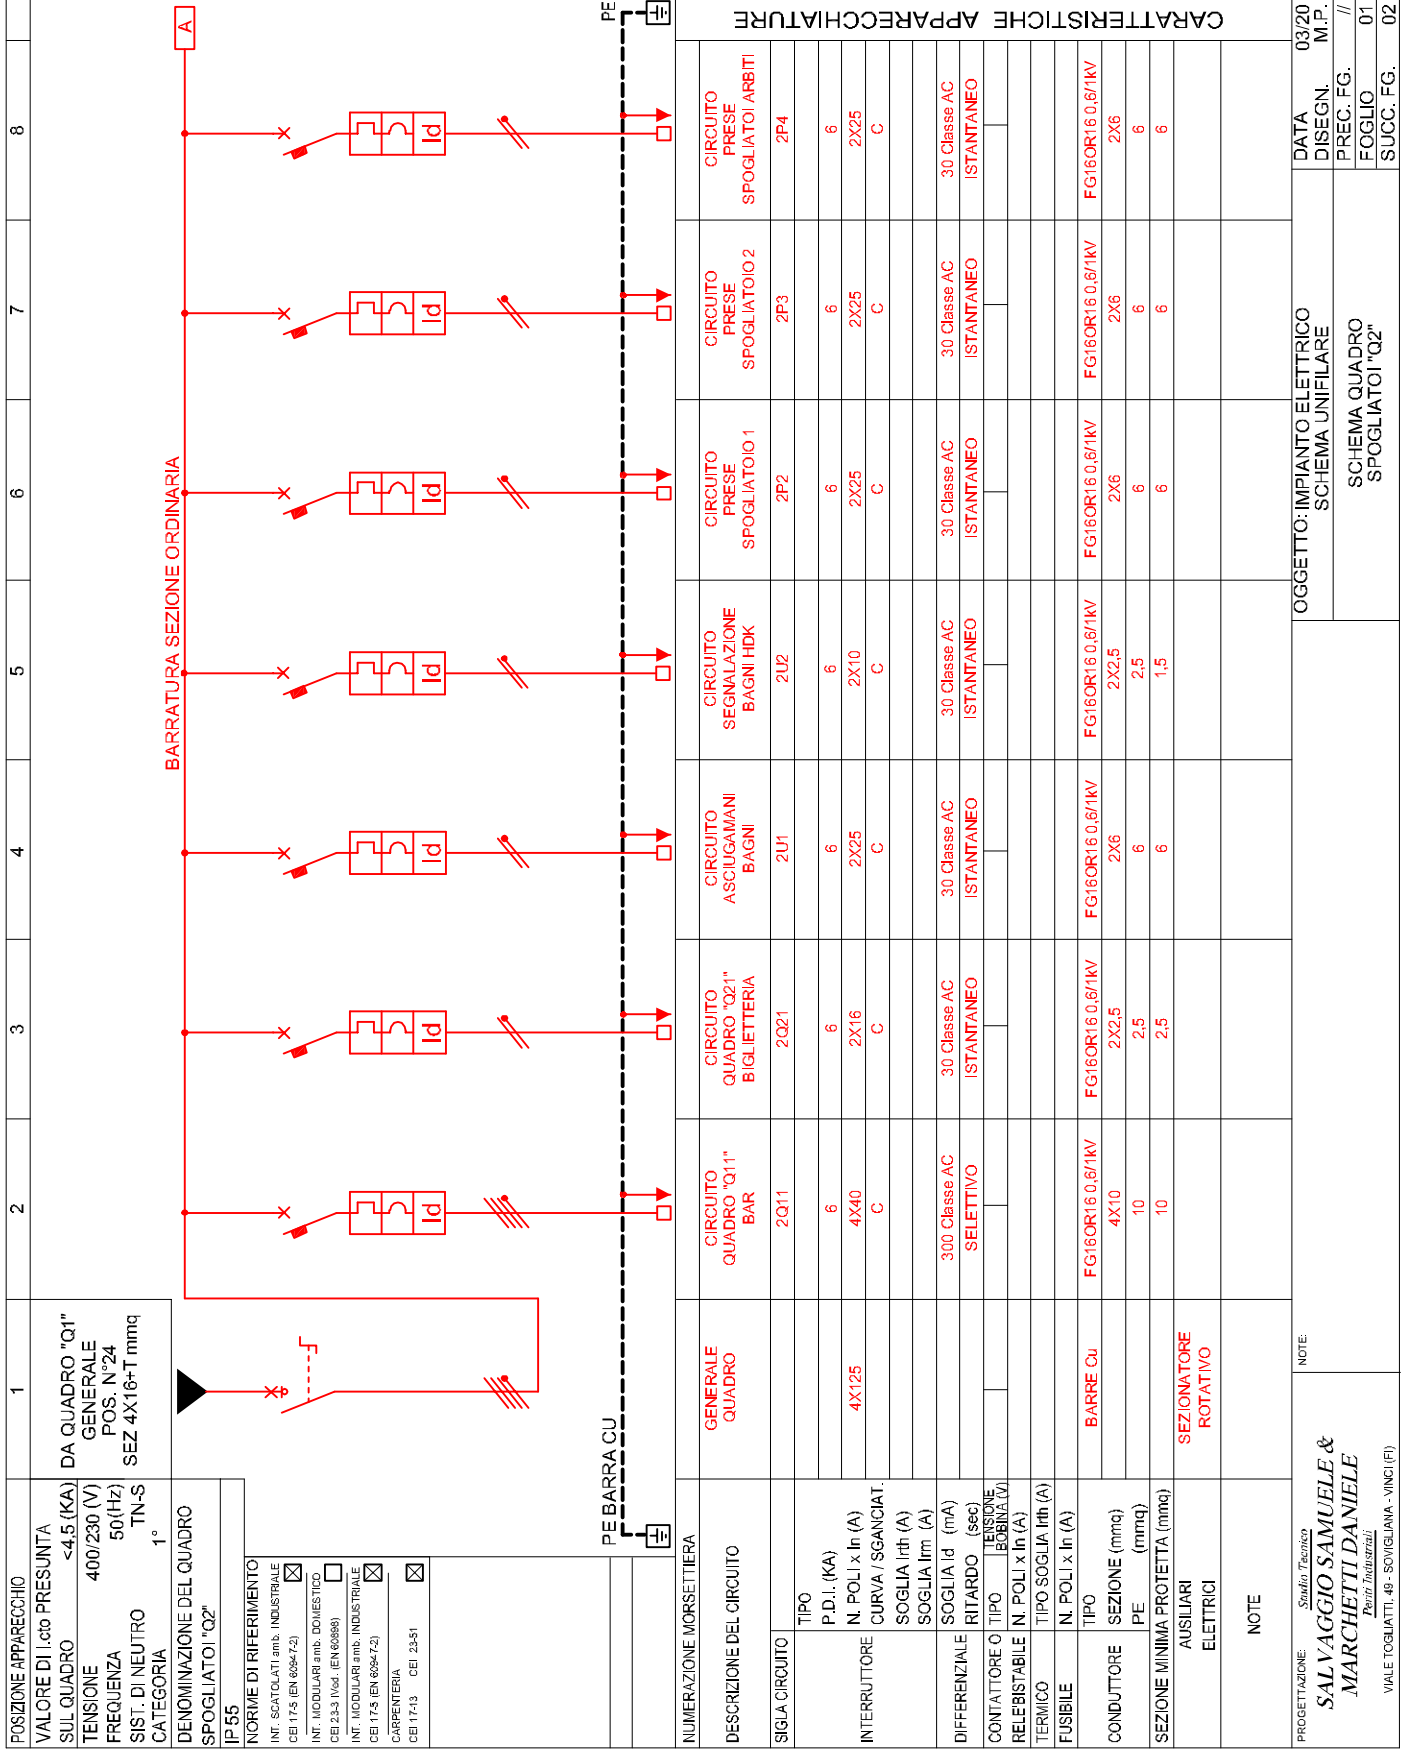 POSIZIONE APPARECCHIO
1
2
3
4
5
6
7
8
VALORE DI I.cto PRESUNTA
SUL QUADRO <4,5 (KA)
TENSIONE 400/230 (V)
FREQUENZA 50(Hz)
SIST. DI NEUTRO TN-S
CATEGORIA 1°
DENOMINAZIONE DEL QUADRO
SPOGLIATOI "Q2"
IP 55
NORME DI RIFERIMENTO
INT. SCATOLATI amb. INDUSTRIALE
CEI 17-5 (EN 60947-2)
INT. MODULARI amb. DOMESTICO
CEI 23-3 IVed. (EN 60898)
INT. MODULARI amb. INDUSTRIALE
CEI 17-5 (EN 60947-2)
CARPENTERIA
CEI 17-13 CEI 23-51
DA QUADRO "Q1"
GENERALE
POS. N°24
SEZ 4X16+T mmq
BARRATURA SEZIONE ORDINARIA
A
Id
Id
Id
Id
Id
Id
Id
PE BARRA CU
PE
CARATTERISTICHE APPARECCHIATURE
NUMERAZIONE MORSETTIERA
DESCRIZIONE DEL CIRCUITO
GENERALE
QUADRO
CIRCUITO
QUADRO "Q11"
BAR
CIRCUITO
QUADRO "Q21"
BIGLIETTERIA
CIRCUITO
ASCIUGAMANI
BAGNI
CIRCUITO
SEGNALAZIONE
BAGNI HDK
CIRCUITO
PRESE
SPOGLIATOIO 1
CIRCUITO
PRESE
SPOGLIATOIO 2
CIRCUITO
PRESE
SPOGLIATOI ARBITI
SIGLA CIRCUITO 2Q11 2Q21 2U1 2U2 2P2 2P3 2P4
INTERRUTTORE
TIPO
P.D.I. (KA) 6 6 6 6 6 6 6
N. POLI x In (A) 4X125 4X40 2X16 2X25 2X10 2X25 2X25 2X25
CURVA / SGANCIAT. C C C C C C C
SOGLIA Irth (A)
SOGLIA Irm (A)
DIFFERENZIALE
SOGLIA Id (mA) 300 Classe AC 30 Classe AC 30 Classe AC 30 Classe AC 30 Classe AC 30 Classe AC 30 Classe AC
RITARDO (sec) SELETTIVO ISTANTANEO ISTANTANEO ISTANTANEO ISTANTANEO ISTANTANEO ISTANTANEO
CONTATTORE O TIPO TENSIONE BOBINA (V)
RELE'BISTABILE N. POLI x In (A)
TERMICO TIPO SOGLIA Irth (A)
FUSIBILE N. POLI x In (A)
CONDUTTORE
TIPO BARRE Cu FG16OR16 0,6/1kV FG16OR16 0,6/1kV FG16OR16 0,6/1kV FG16OR16 0,6/1kV FG16OR16 0,6/1kV FG16OR16 0,6/1kV FG16OR16 0,6/1kV
SEZIONE (mmq) 4X10 2X2,5 2X6 2X2,5 2X6 2X6 2X6
PE (mmq) 10 2,5 6 2,5 6 6 6
SEZIONE MINIMA PROTETTA (mmq) 10 2,5 6 1,5 6 6 6
AUSILIARI
ELETTRICI
SEZIONATORE
ROTATIVO
NOTE
PROGETTAZIONE:
Studio Tecnico
SALVAGGIO SAMUELE &
MARCHETTI DANIELE
Periti Industriali
VIALE TOGLIATTI, 49 - SOVIGLIANA - VINCI (FI)
NOTE:
OGGETTO: IMPIANTO ELETTRICO
SCHEMA UNIFILARE
SCHEMA QUADRO
SPOGLIATOI "Q2"
DATA 03/20
DISEGN. M.P.
PREC. FG. //
FOGLIO 01
SUCC. FG. 02